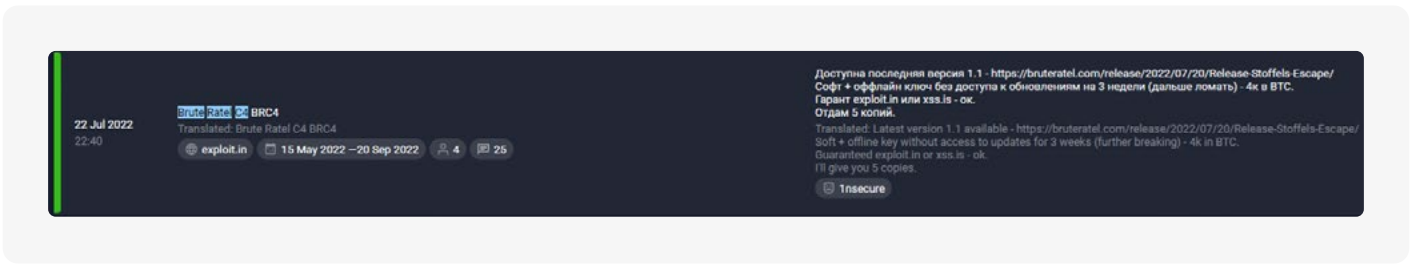 22 Jul 2022
22:40
Brute Ratel C4 BRC4
Translated: Brute Ratel C4 BRC4
exploit.in 15 May 2022 –20 Sep 2022 4 25
Доступна последняя версия 1.1 - https://bruteratel.com/release/2022/07/20/Release-Stoffels-Escape/
Софт + оффлайн ключ без доступа к обновлениям на 3 недели (дальше ломать) - 4к в BTC.
Гарант exploit.in или xss.is - ок.
Отдам 5 копий.
Translated: Latest version 1.1 available - https://bruteratel.com/release/2022/07/20/Release-Stoffels-Escape/
Soft + offline key without access to updates for 3 weeks (further breaking) - 4k in BTC.
Guaranteed exploit.in or xss.is - ok.
I'll give you 5 copies.
1nsecure